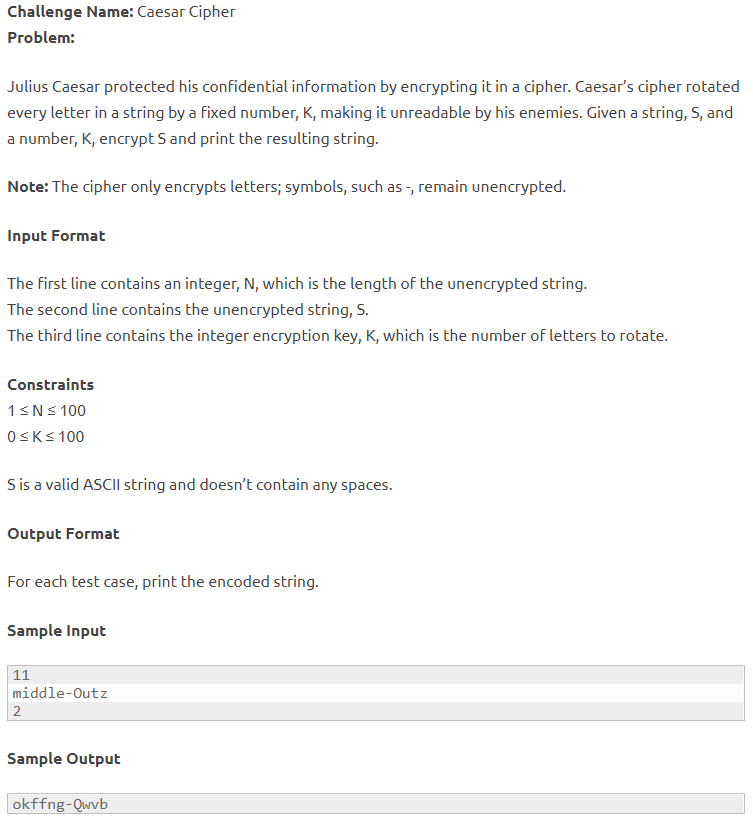 Challenge Name: Caesar Cipher
Problem:
Julius Caesar protected his confidential information by encrypting it in a cipher. Caesar’s cipher rotated
every letter in a string by a fixed number, K, making it unreadable by his enemies. Given a string, S, and
a number, K, encrypt S and print the resulting string.
Note: The cipher only encrypts letters; symbols, such as -, remain unencrypted.
Input Format
The first line contains an integer, N, which is the length of the unencrypted string.
The second line contains the unencrypted string, S.
The third line contains the integer encryption key, K, which is the number of letters to rotate.
Constraints
1 ≤ N ≤ 100
0 ≤ K ≤ 100
S is a valid ASCII string and doesn’t contain any spaces.
Output Format
For each test case, print the encoded string.
Sample Input
11
middle-Outz
2
Sample Output
okffng-Qwvb